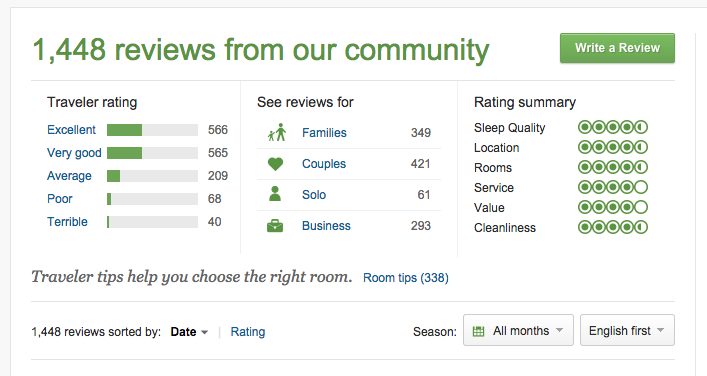 1,448 reviews from our community
Write a Review
Traveler rating
Excellent 566
Very good 565
Average 209
Poor 68
Terrible 40
See reviews for
Families 349
Couples 421
Solo 61
Business 293
Rating summary
Sleep Quality
Location
Rooms
Service
Value
Cleanliness
Traveler tips help you choose the right room. Room tips (338)
1,448 reviews sorted by: Date | Rating Season: All months English first